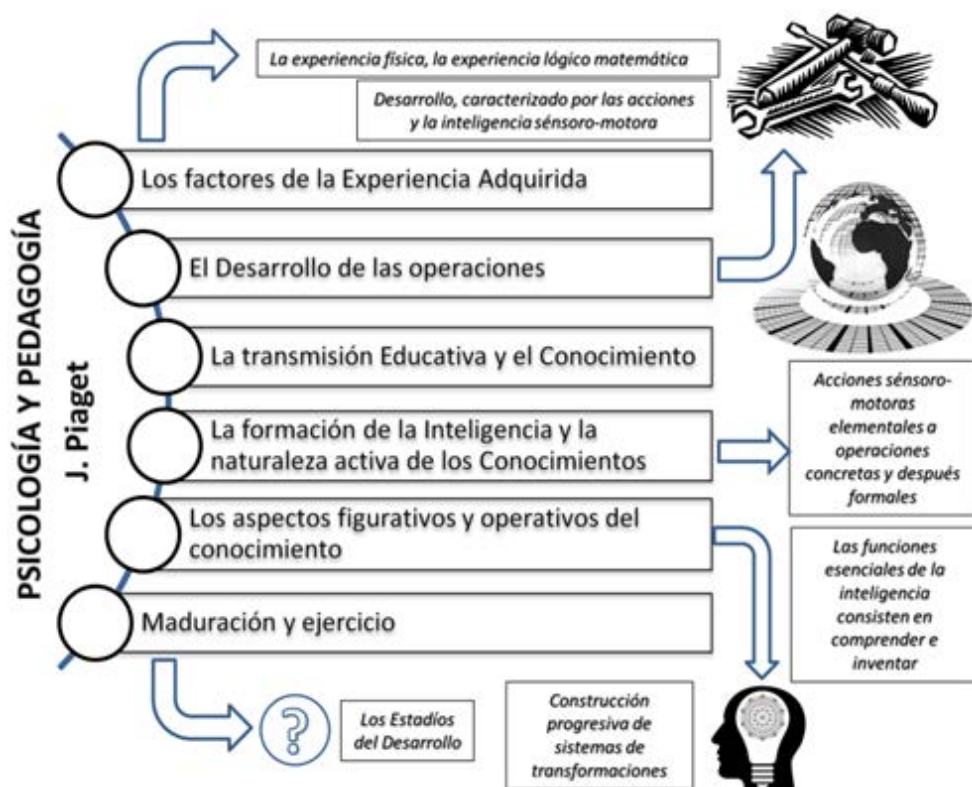 PSICOLOGÍA Y PEDAGOGÍA
J. Piaget
La experiencia física, la experiencia lógico matemática
Desarrollo, caracterizado por las acciones
y la inteligencia sénsoro-motora
Los factores de la Experiencia Adquirida
El Desarrollo de las operaciones
La transmisión Educativa y el Conocimiento
La formación de la Inteligencia y la
naturaleza activa de los Conocimientos
Acciones sénsoro-
motoras
elementales a
operaciones
concretas y después
formales
Los aspectos figurativos y operativos del
conocimiento
Las funciones
esenciales de la
inteligencia
consisten en
comprender e
inventar
Maduración y ejercicio
?
Los Estadíos
del Desarrollo
Construcción
progresiva de
sistemas de
transformaciones